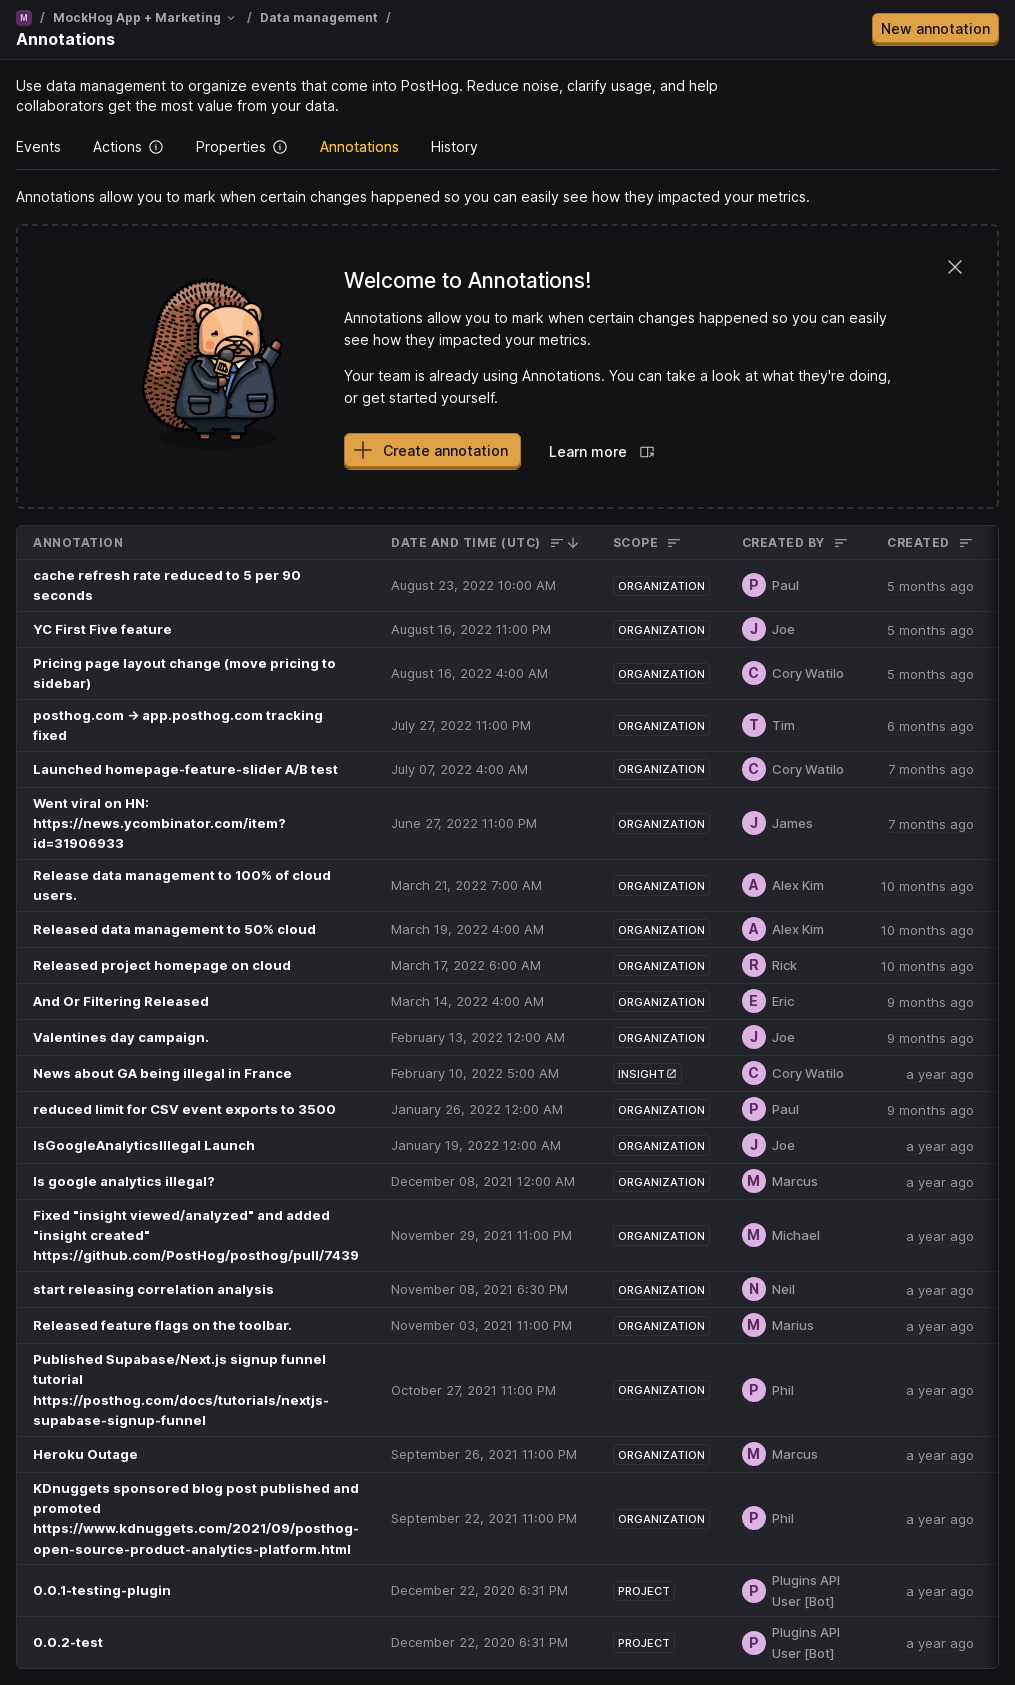 M / MockHog App + Marketing / Data management /
Annotations
New annotation
Use data management to organize events that come into PostHog. Reduce noise, clarify usage, and help
collaborators get the most value from your data.
Events Actions Properties Annotations History
Annotations allow you to mark when certain changes happened so you can easily see how they impacted your metrics.
Welcome to Annotations!
Annotations allow you to mark when certain changes happened so you can easily
see how they impacted your metrics.
Your team is already using Annotations. You can take a look at what they're doing,
or get started yourself.
Create annotation Learn more
ANNOTATION DATE AND TIME (UTC) SCOPE CREATED BY CREATED
cache refresh rate reduced to 5 per 90
seconds
August 23, 2022 10:00 AM ORGANIZATION P Paul 5 months ago
YC First Five feature August 16, 2022 11:00 PM ORGANIZATION J Joe 5 months ago
Pricing page layout change (move pricing to
sidebar)
August 16, 2022 4:00 AM ORGANIZATION C Cory Watilo 5 months ago
posthog.com → app.posthog.com tracking
fixed
July 27, 2022 11:00 PM ORGANIZATION T Tim 6 months ago
Launched homepage-feature-slider A/B test July 07, 2022 4:00 AM ORGANIZATION C Cory Watilo 7 months ago
Went viral on HN:
https://news.ycombinator.com/item?
id=31906933
June 27, 2022 11:00 PM ORGANIZATION J James 7 months ago
Release data management to 100% of cloud
users.
March 21, 2022 7:00 AM ORGANIZATION A Alex Kim 10 months ago
Released data management to 50% cloud March 19, 2022 4:00 AM ORGANIZATION A Alex Kim 10 months ago
Released project homepage on cloud March 17, 2022 6:00 AM ORGANIZATION R Rick 10 months ago
And Or Filtering Released March 14, 2022 4:00 AM ORGANIZATION E Eric 9 months ago
Valentines day campaign. February 13, 2022 12:00 AM ORGANIZATION J Joe 9 months ago
News about GA being illegal in France February 10, 2022 5:00 AM INSIGHT C Cory Watilo a year ago
reduced limit for CSV event exports to 3500 January 26, 2022 12:00 AM ORGANIZATION P Paul 9 months ago
IsGoogleAnalyticsIllegal Launch January 19, 2022 12:00 AM ORGANIZATION J Joe a year ago
Is google analytics illegal? December 08, 2021 12:00 AM ORGANIZATION M Marcus a year ago
Fixed "insight viewed/analyzed" and added
"insight created"
https://github.com/PostHog/posthog/pull/7439
November 29, 2021 11:00 PM ORGANIZATION M Michael a year ago
start releasing correlation analysis November 08, 2021 6:30 PM ORGANIZATION N Neil a year ago
Released feature flags on the toolbar. November 03, 2021 11:00 PM ORGANIZATION M Marius a year ago
Published Supabase/Next.js signup funnel
tutorial
https://posthog.com/docs/tutorials/nextjs-
supabase-signup-funnel
October 27, 2021 11:00 PM ORGANIZATION P Phil a year ago
Heroku Outage September 26, 2021 11:00 PM ORGANIZATION M Marcus a year ago
KDnuggets sponsored blog post published and
promoted
https://www.kdnuggets.com/2021/09/posthog-
open-source-product-analytics-platform.html
September 22, 2021 11:00 PM ORGANIZATION P Phil a year ago
0.0.1-testing-plugin December 22, 2020 6:31 PM PROJECT P Plugins API
User [Bot]
a year ago
0.0.2-test December 22, 2020 6:31 PM PROJECT P Plugins API
User [Bot]
a year ago